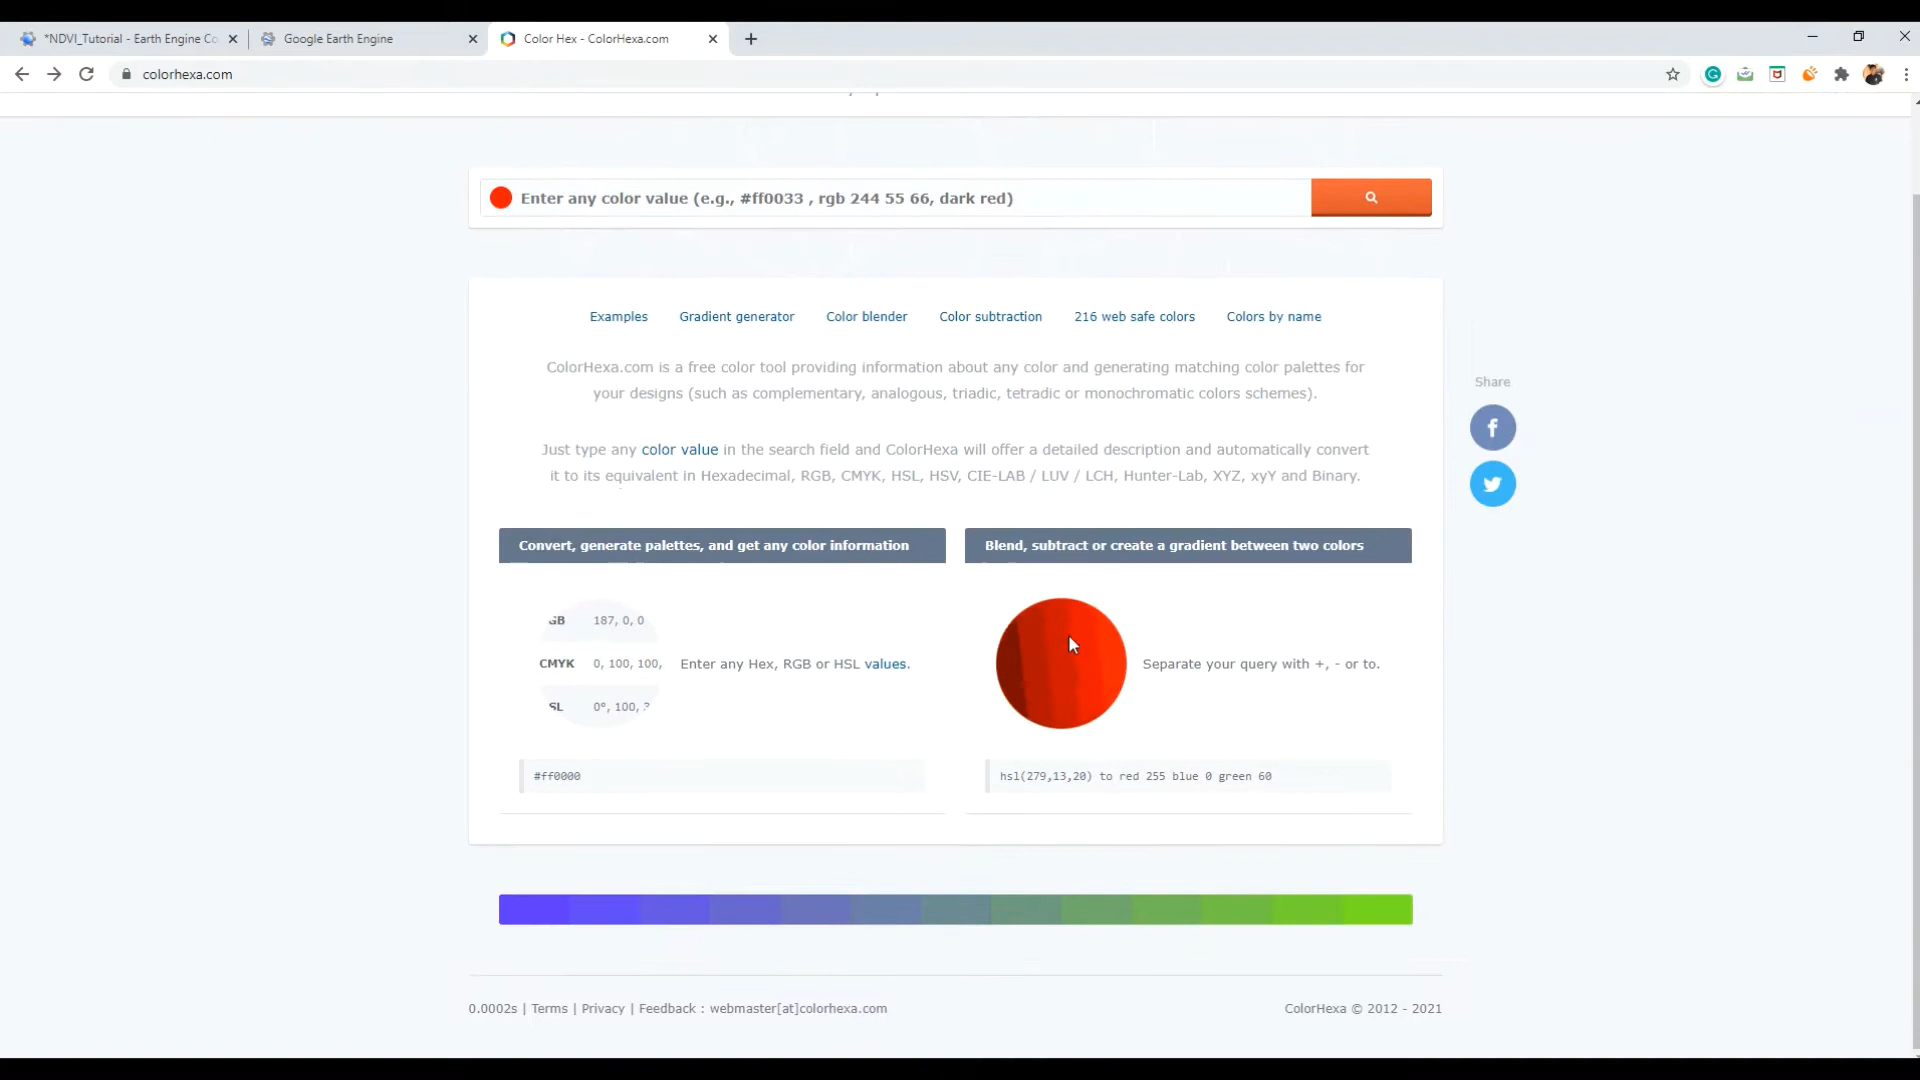 *NDVI_Tutorial - Earth Engine Co
Google Earth Engine
Color Hex - ColorHexa.com
colorhexa.com
Enter any color value (e.g., #ff0033 , rgb 244 55 66, dark red)
Examples Gradient generator Color blender Color subtraction 216 web safe colors Colors by name
ColorHexa.com is a free color tool providing information about any color and generating matching color palettes for
your designs (such as complementary, analogous, triadic, tetradic or monochromatic colors schemes).
Just type any color value in the search field and ColorHexa will offer a detailed description and automatically convert
it to its equivalent in Hexadecimal, RGB, CMYK, HSL, HSV, CIE-LAB / LUV / LCH, Hunter-Lab, XYZ, xyY and Binary.
Share
Convert, generate palettes, and get any color information
GB 187, 0, 0
CMYK 0, 100, 100,
SL 0°, 100, 3
Enter any Hex, RGB or HSL values.
#ff0000
Blend, subtract or create a gradient between two colors
Separate your query with +, - or to.
hsl(279,13,20) to red 255 blue 0 green 60
0.0002s | Terms | Privacy | Feedback : webmaster[at]colorhexa.com
ColorHexa © 2012 - 2021